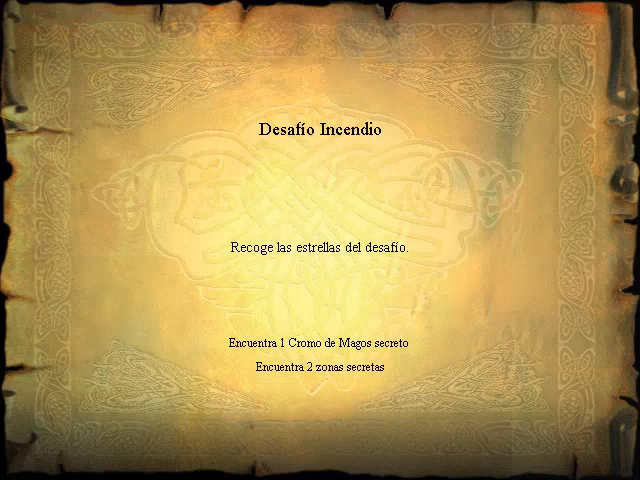 Desafío Incendio
Recoge las estrellas del desafío.
Encuentra 1 Cromo de Magos secreto
Encuentra 2 zonas secretas